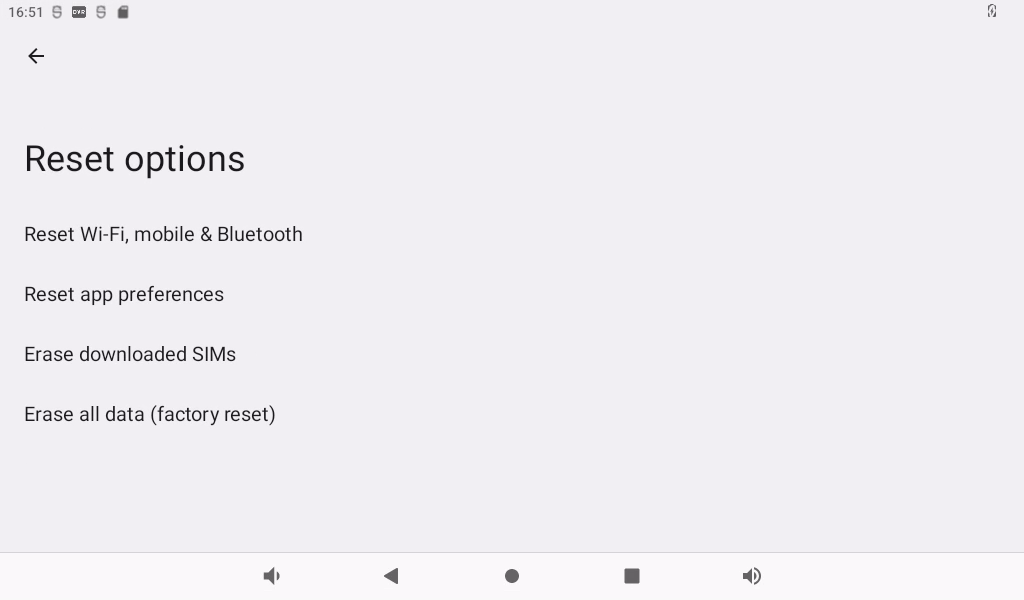 16:51 DVR
Reset options
Reset Wi-Fi, mobile & Bluetooth
Reset app preferences
Erase downloaded SIMs
Erase all data (factory reset)